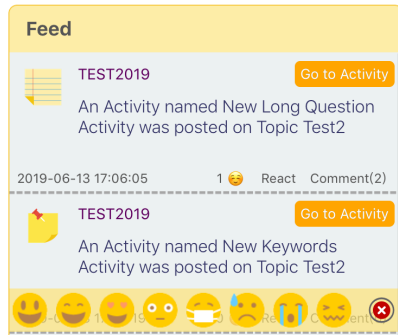 Feed
TEST2019
Go to Activity
An Activity named New Long Question
Activity was posted on Topic Test2
2019-06-13 17:06:05 1 React Comment(2)
TEST2019
Go to Activity
An Activity named New Keywords
Activity was posted on Topic Test2